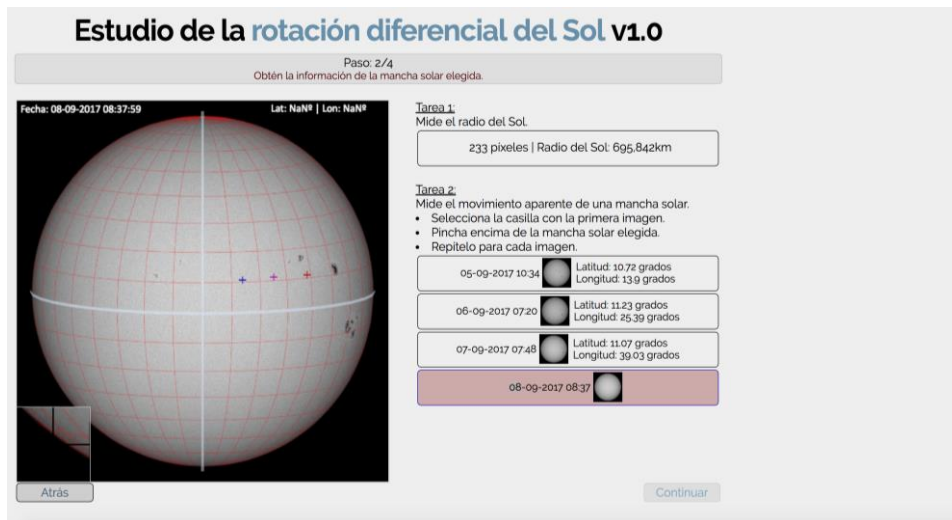 Estudio de la rotación diferencial del Sol v1.0
Paso: 2/4
Obtén la información de la mancha solar elegida.
Fecha: 08-09-2017 08:37:59
Lat: NaNº | Lon: NaNº
Tarea 1:
Mide el radio del Sol.
233 pixeles | Radio del Sol: 695,842km
Tarea 2:
Mide el movimiento aparente de una mancha solar.
• Selecciona la casilla con la primera imagen.
• Pincha encima de la mancha solar elegida.
• Repítelo para cada imagen.
05-09-2017 10:34
Latitud: 10.72 grados
Longitud: 13.9 grados
06-09-2017 07:20
Latitud: 11.23 grados
Longitud: 25.39 grados
07-09-2017 07:48
Latitud: 11.07 grados
Longitud: 39.03 grados
08-09-2017 08:37
Atrás
Continuar